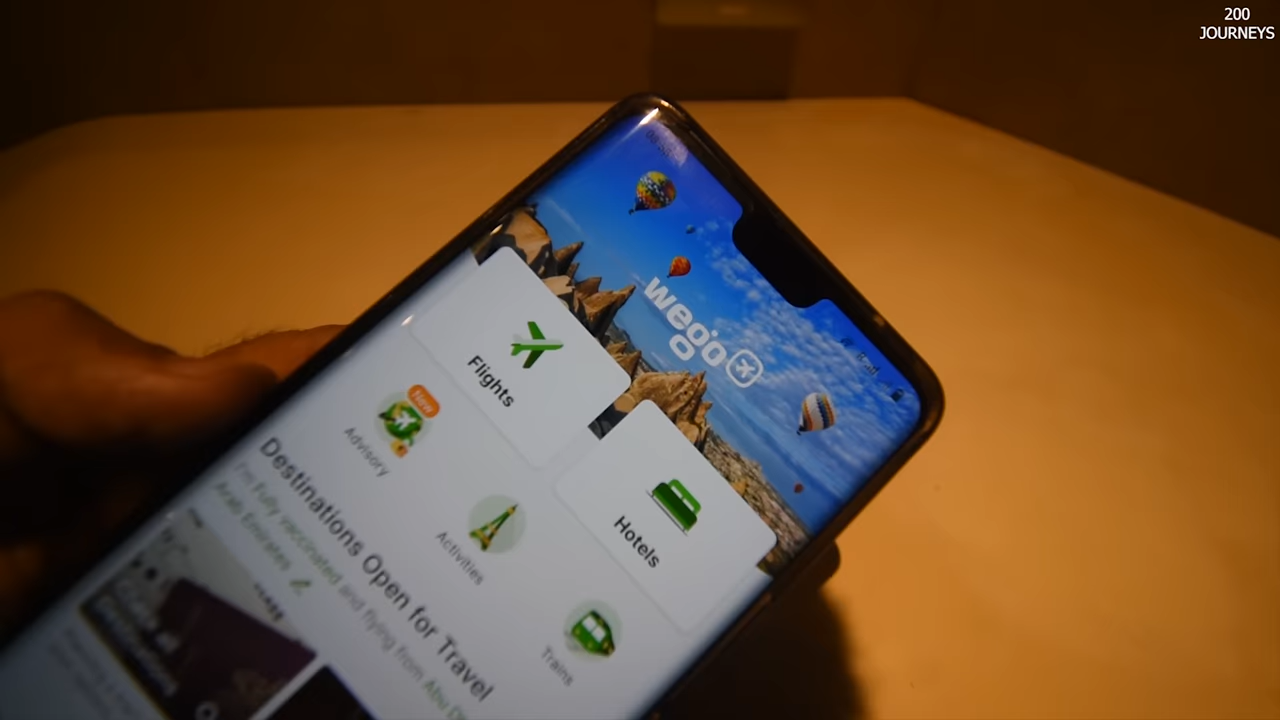 200
JOURNEYS
wego
Flights
Hotels
New
Advisory
Activities
Trains
Destinations Open for Travel
I'm Fully vaccinated and flying from Abu
Arab Emirates